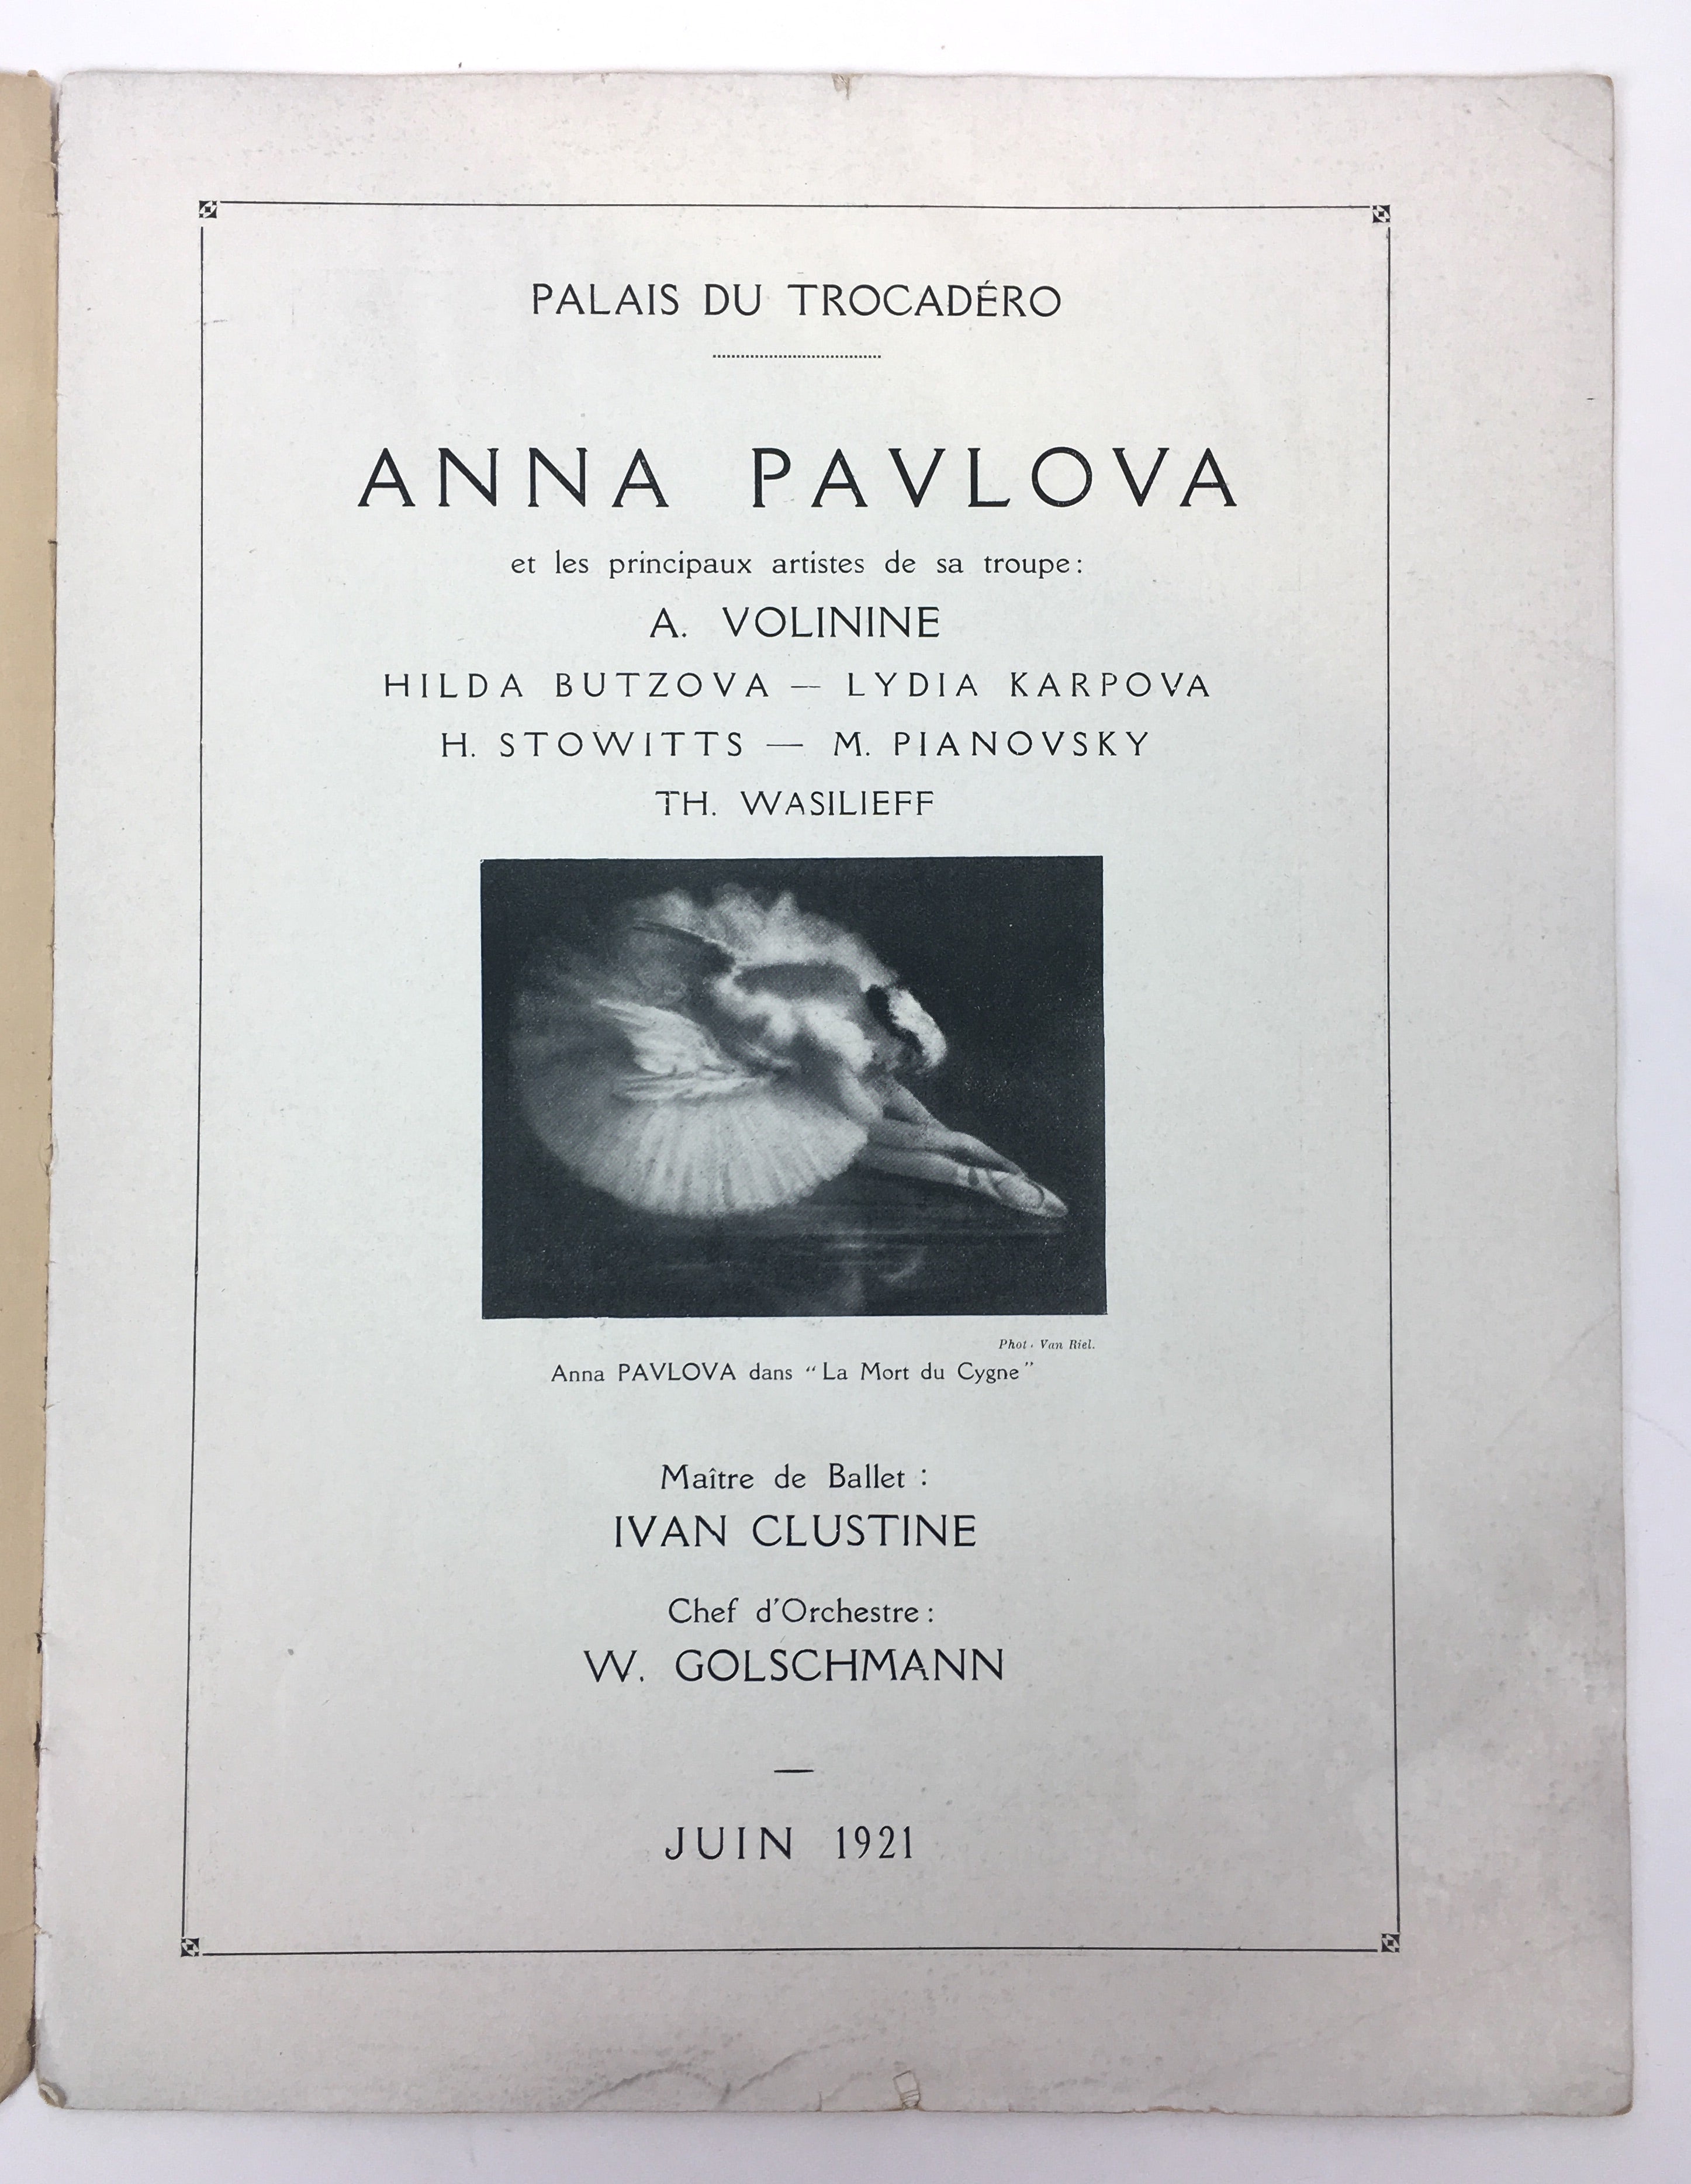 PALAIS DU TROCADÉRO
ANNA PAVLOVA
et les principaux artistes de sa troupe :
A. VOLININE
HILDA BUTZOVA — LYDIA KARPOVA
H. STOWITTS — M. PIANOVSKY
TH. WASILIEFF
Phot. Van Riel.
Anna PAVLOVA dans “La Mort du Cygne”
Maître de Ballet :
IVAN CLUSTINE
Chef d'Orchestre :
W. GOLSCHMANN
—
JUIN 1921